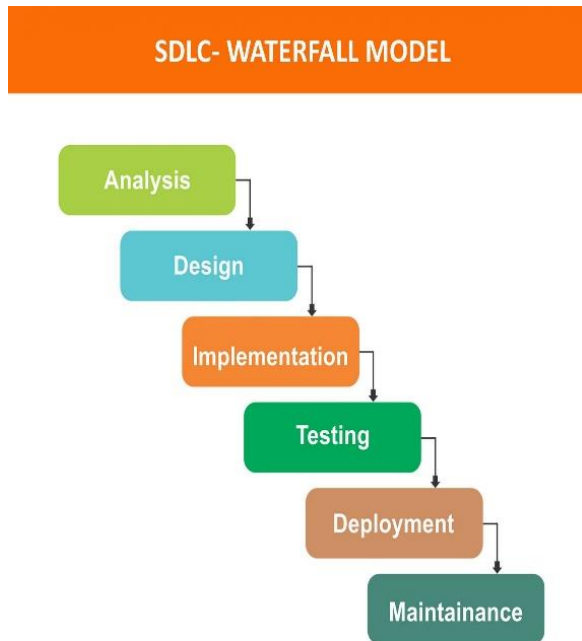 SDLC- WATERFALL MODEL
Analysis
Design
Implementation
Testing
Deployment
Maintainance